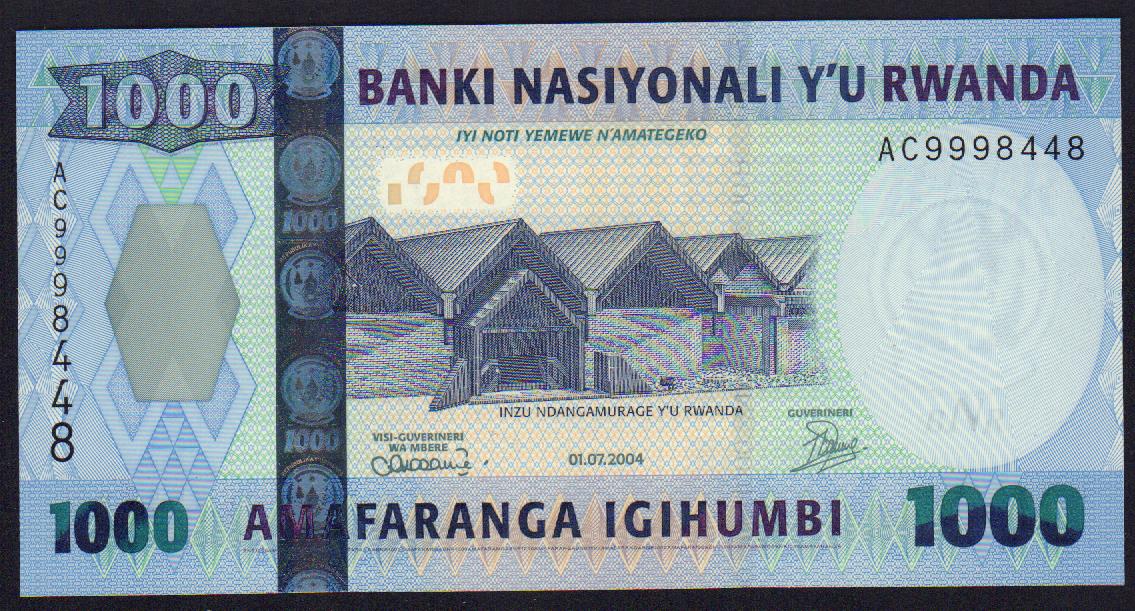 1000
BANKI NASIYONALI Y'U RWANDA
IYI NOTI YEMEWE N'AMATEGEKO
AC9998448
AC9998448
1000
1000
INZU NDANGAMURAGE Y'U RWANDA
VISI-GUVERINERI
WA MBERE
01.07.2004
GUVERINERI
1000
AMAFARANGA IGIHUMBI
1000